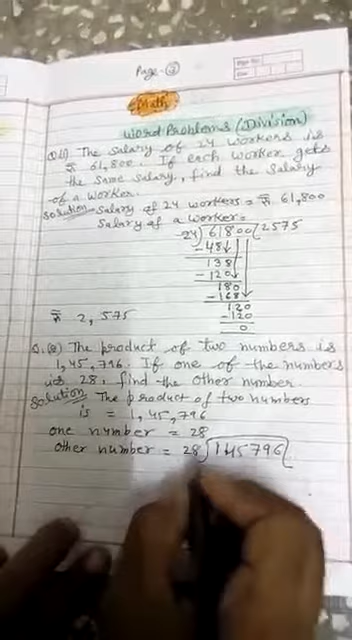 Page-②
Math
Word Problems (Division)
Q.(1) The Salary of 24 workers is
₹ 61,800. If each worker gets
the same salary, find the salary
of a worker.
Solution- Salary of 24 workers = ₹ 61,800
Salary of a worker =
24)61800(2575
-48↓
138
-120↓
180
-168↓
120
-120
0
₹ 2,575
Q.(2) The product of two numbers is
1,45,796. If one of the numbers
is 28, find the other number.
Solution The product of two numbers
is = 1,45,796
one number = 28
other number = 28)145796(